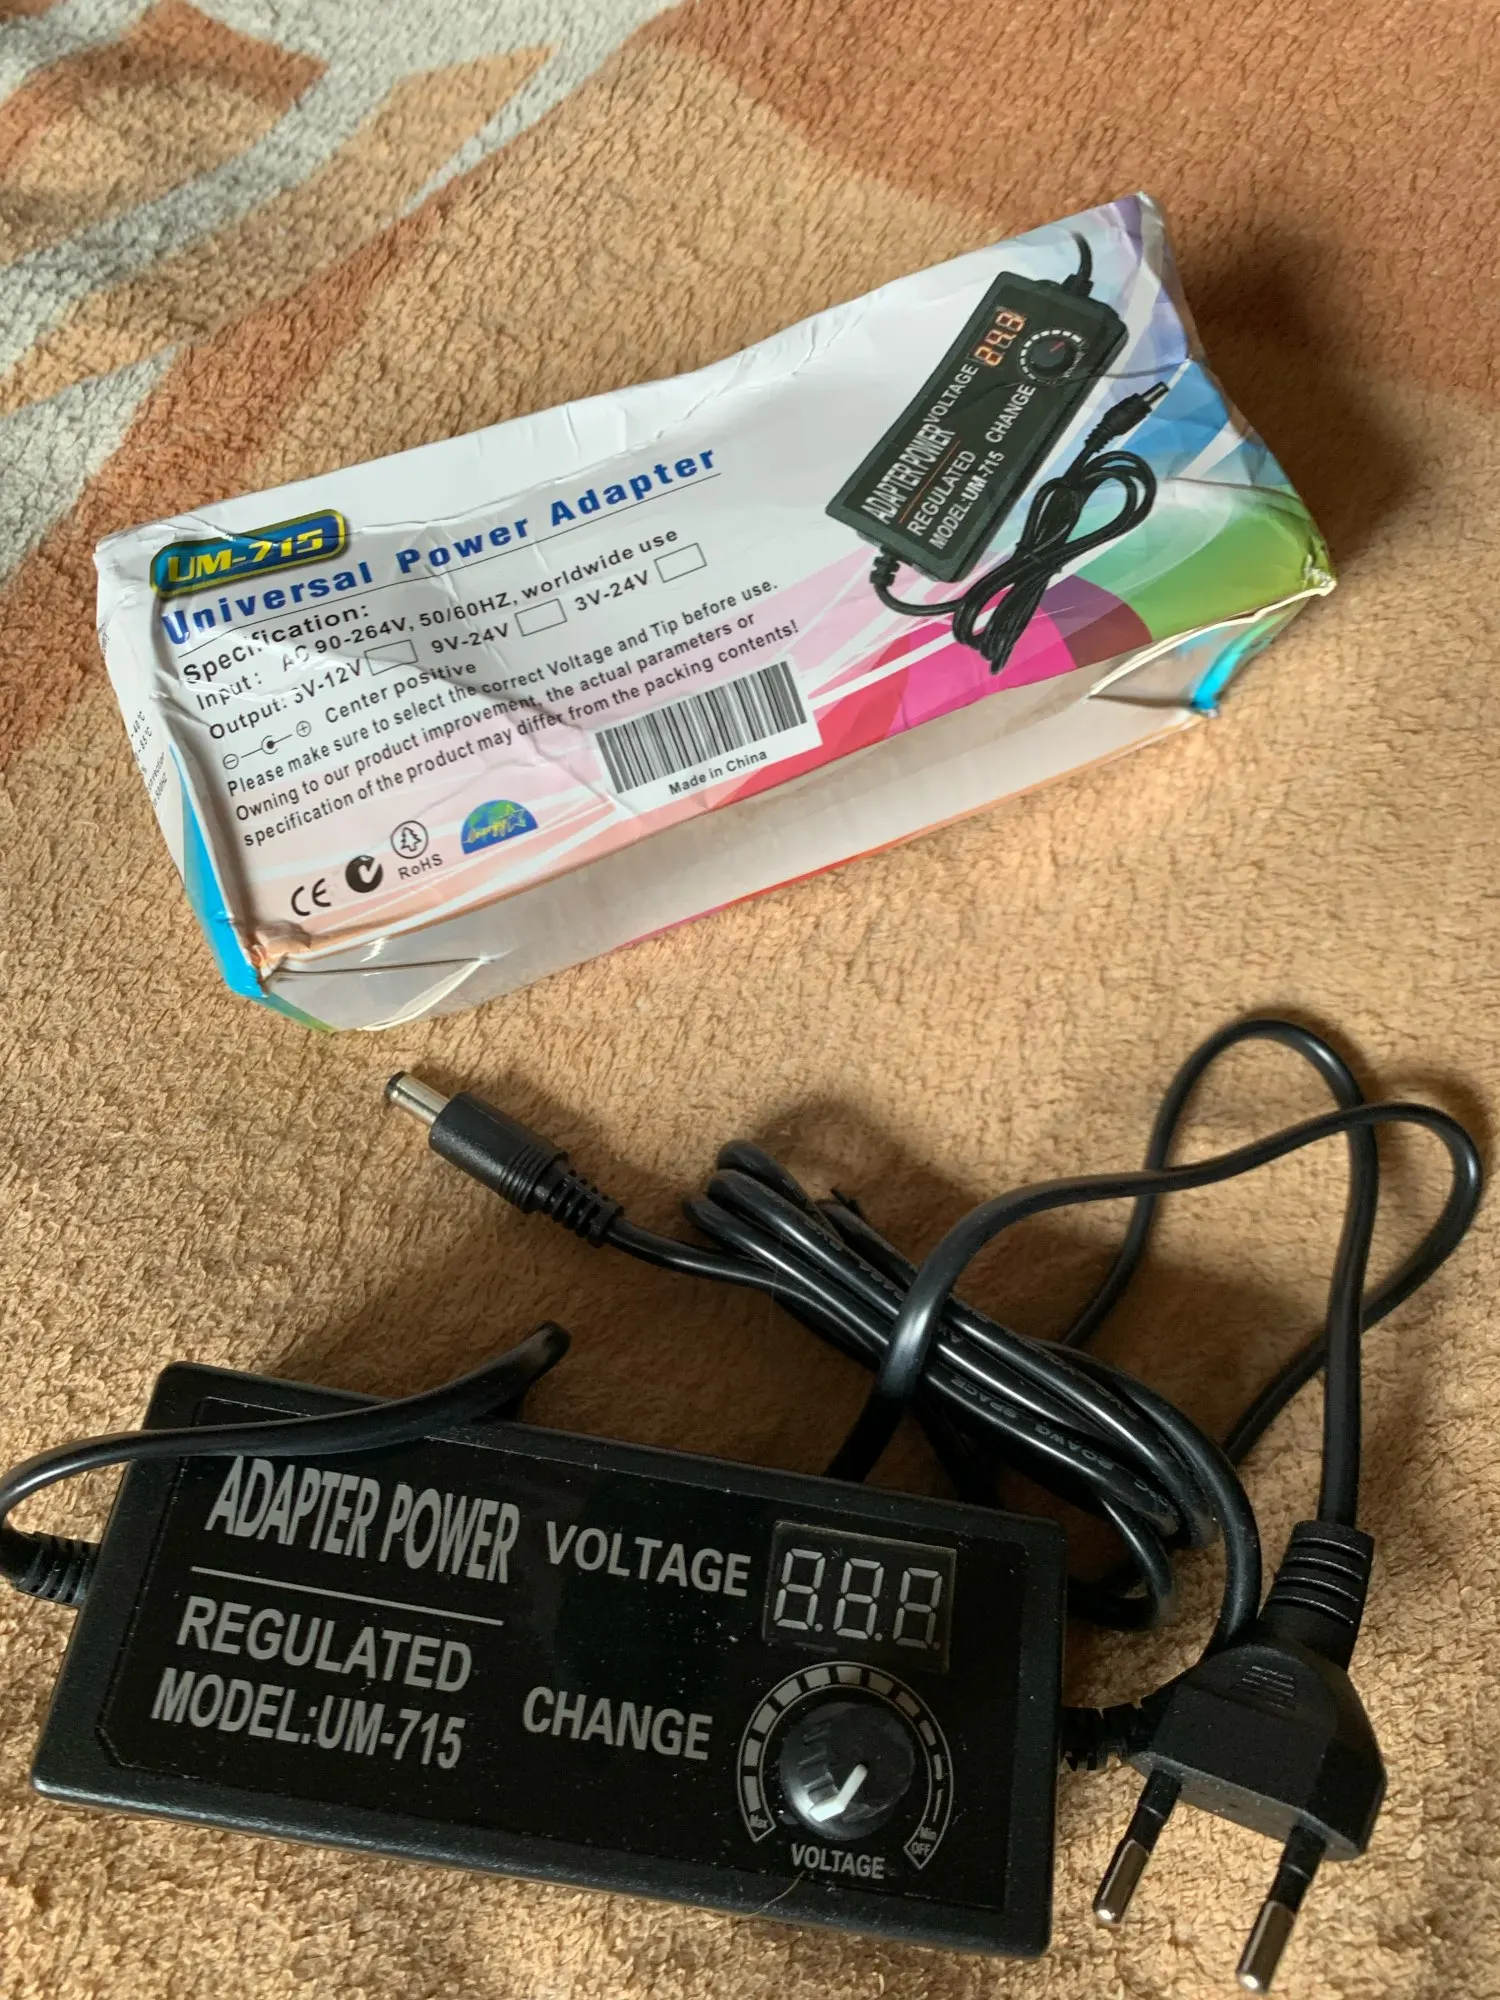 UM-715
Universal Power Adapter
Specification:
Input: AC 90-264V, 50/60HZ, worldwide use
Output: 3V-12V 9V-24V 3V-24V
Center positive
Please make sure to select the correct Voltage and Tip before use.
Owning to our product improvement, the actual parameters or
specification of the product may differ from the packing contents!
Made in China
CE
RoHS
ADAPTER POWER
VOLTAGE
REGULATED
CHANGE
MODEL:UM-715
ADAPTER POWER VOLTAGE
REGULATED
MODEL:UM-715
CHANGE
Max
Min
OFF
VOLTAGE